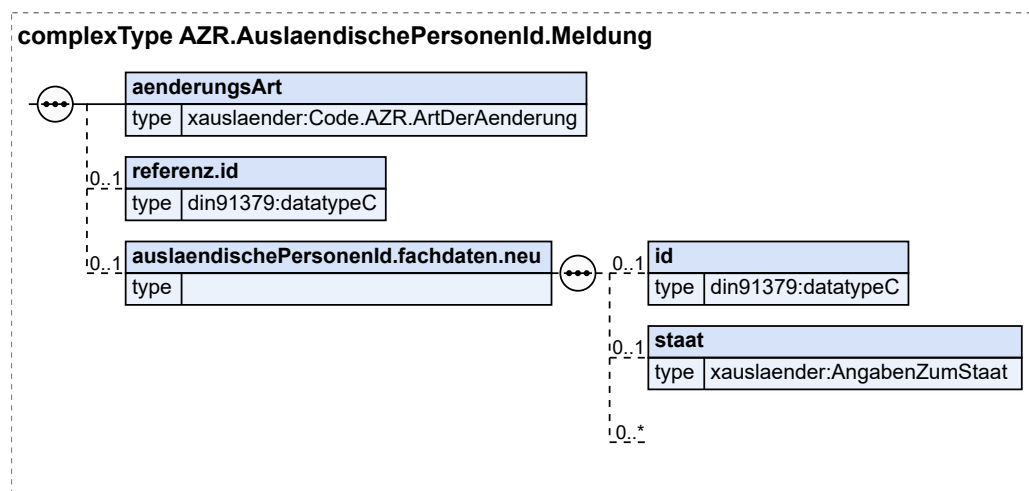 complexType AZR.AuslaendischePersonenId.Meldung
aenderungsArt
type xauslaender:Code.AZR.ArtDerAenderung
0..1 referenz.id
type din91379:datatypeC
0..1 auslaendischePersonenId.fachdaten.neu 0..1 id
type type din91379:datatypeC
0..1 staat
type xauslaender:AngabenZumStaat
0..*